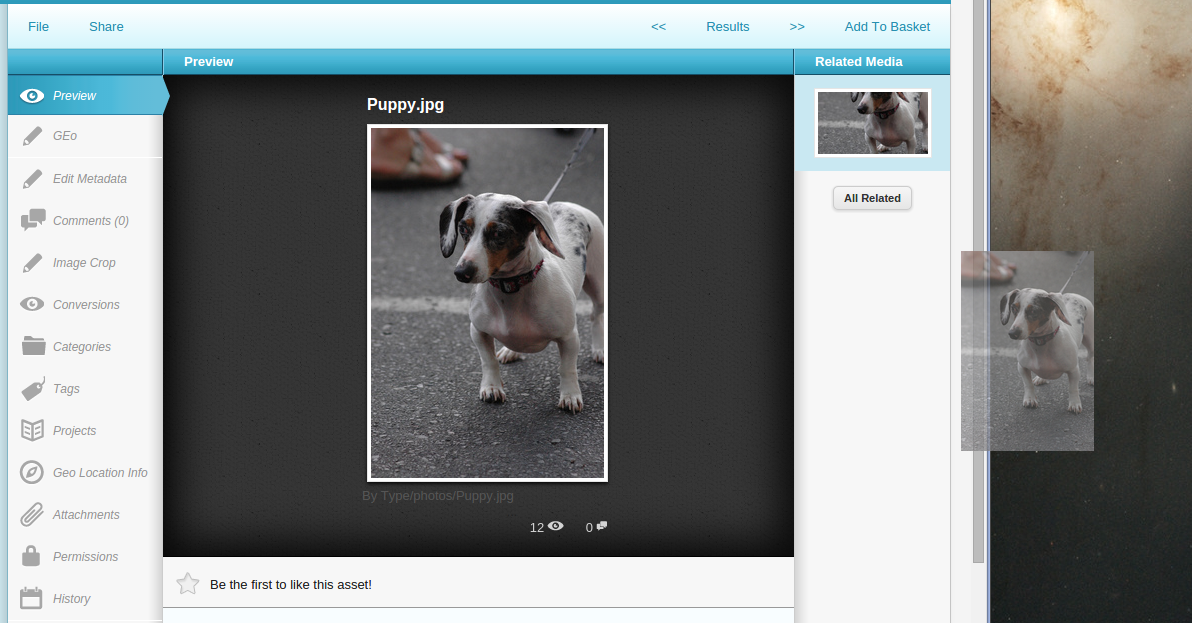 File Share << Results >> Add To Basket
Preview
Related Media
Preview
GEo
Edit Metadata
Comments (0)
Image Crop
Conversions
Categories
Tags
Projects
Geo Location Info
Attachments
Permissions
History
Puppy.jpg
By Type/photos/Puppy.jpg
12 0
Be the first to like this asset!
All Related